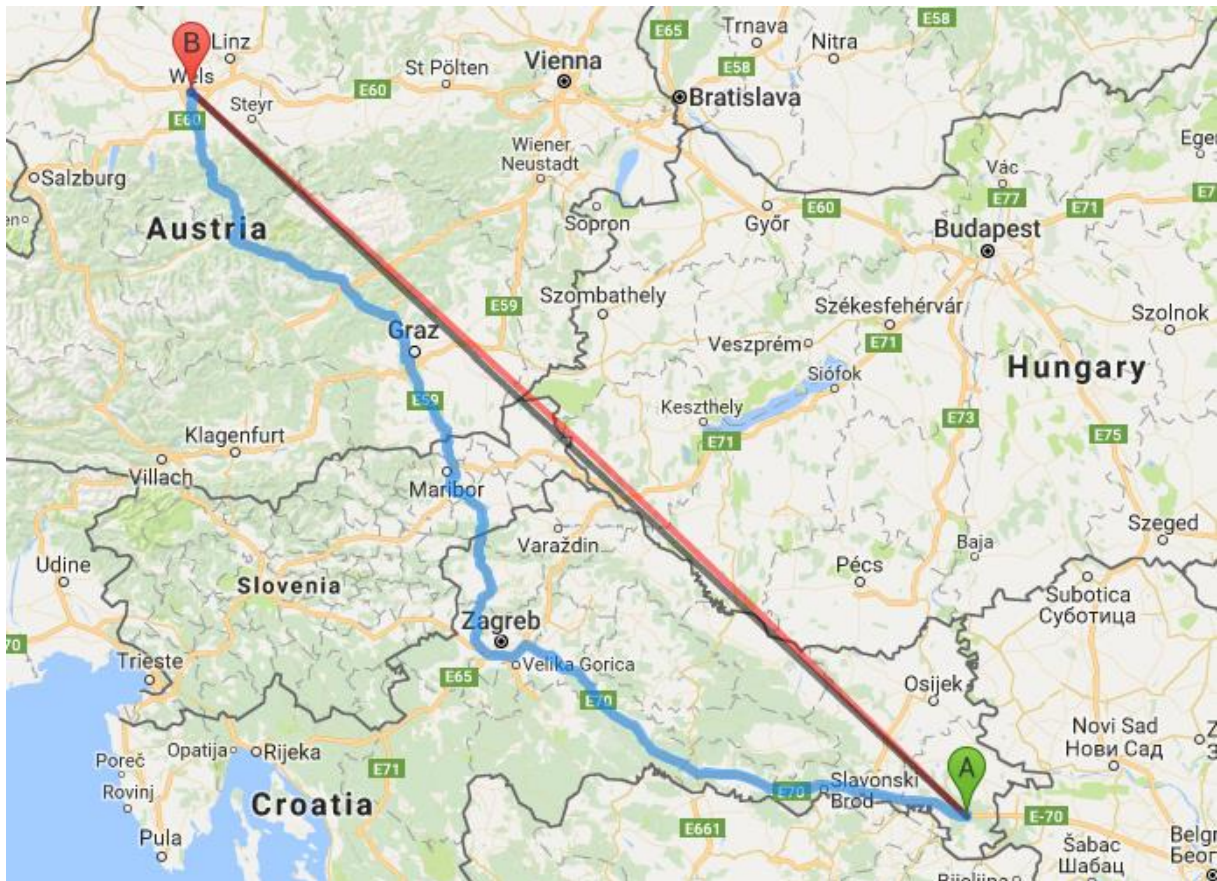 B
Linz
Wels
E60
Steyr
St Pölten
E60
Vienna
E65
Trnava
E58
Nitra
E58
Bratislava
Salzburg
Wiener
Neustadt
Vác
E77
E71
Austria
Sopron
Győr
E60
Budapest
Szombathely
Székesfehérvár
E71
Szolnok
E59
Veszprém
Siófok
Graz
Hungary
E59
Keszthely
E71
E73
E75
Klagenfurt
Villach
Maribor
Varaždin
Szeged
Baja
Pécs
Udine
Slovenia
Subotica
Суботица
Zagreb
Velika Gorica
70
Trieste
E65
E70
Osijek
Novi Sad
Нови Сад
Opatija
Rijeka
Poreč
Rovinj
E71
Croatia
A
Slavonski
Brod
E70
E-70
E661
Pula
Šabac
Шабац